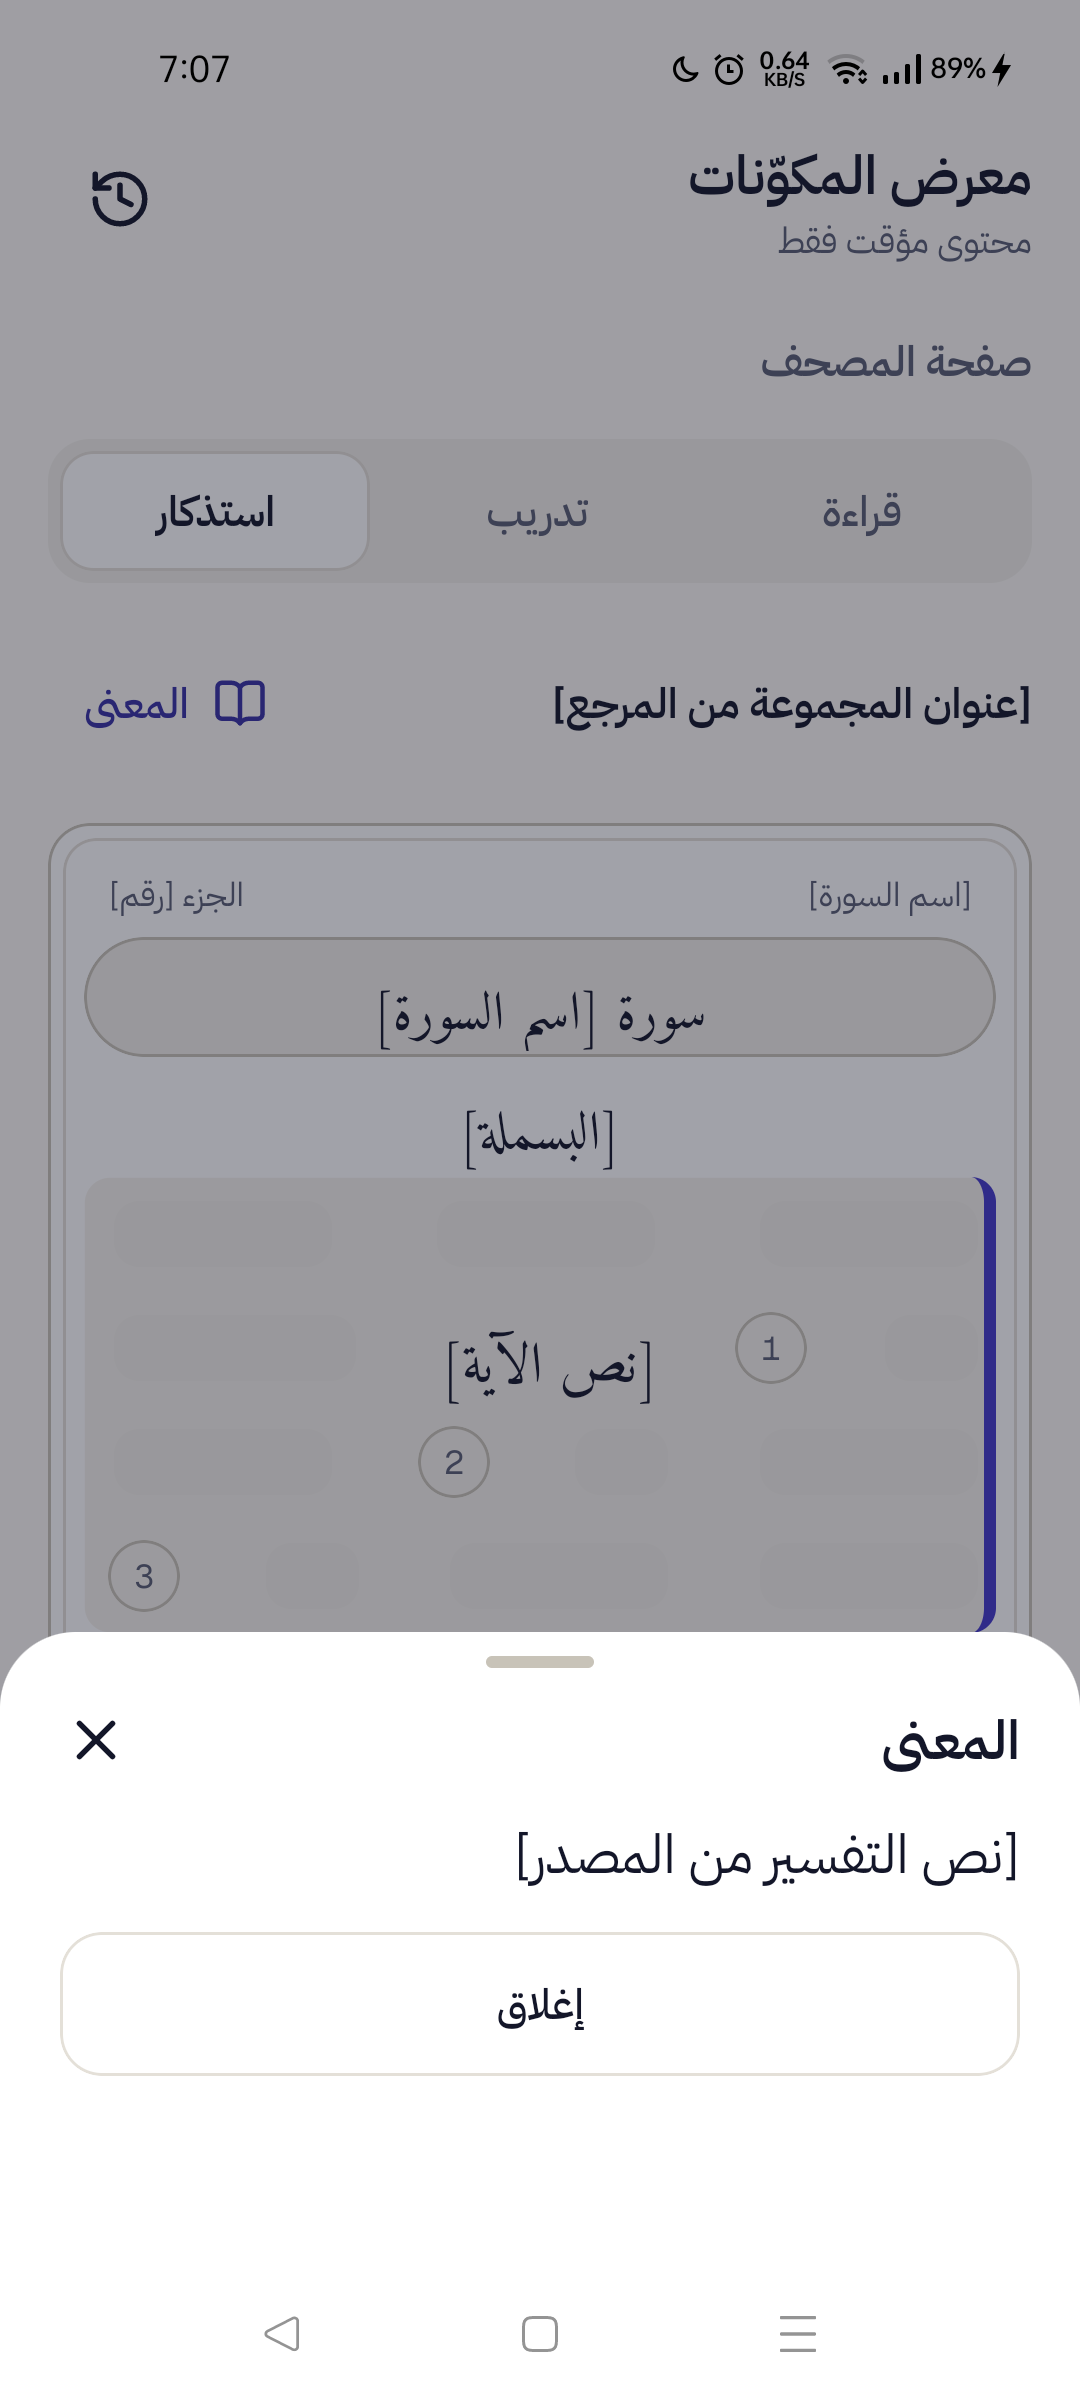 7:07
0.64 KB/S
89%
معرض المكوّنات
محتوى مؤقت فقط
صفحة المصحف
قراءة تدريب استذكار
[عنوان المجموعة من المرجع] المعنى
[اسم السورة] الجزء [رقم]
سورة [اسم السورة]
[البسملة]
1 [نص الآية]
2
3
المعنى
[نص التفسير من المصدر]
إغلاق